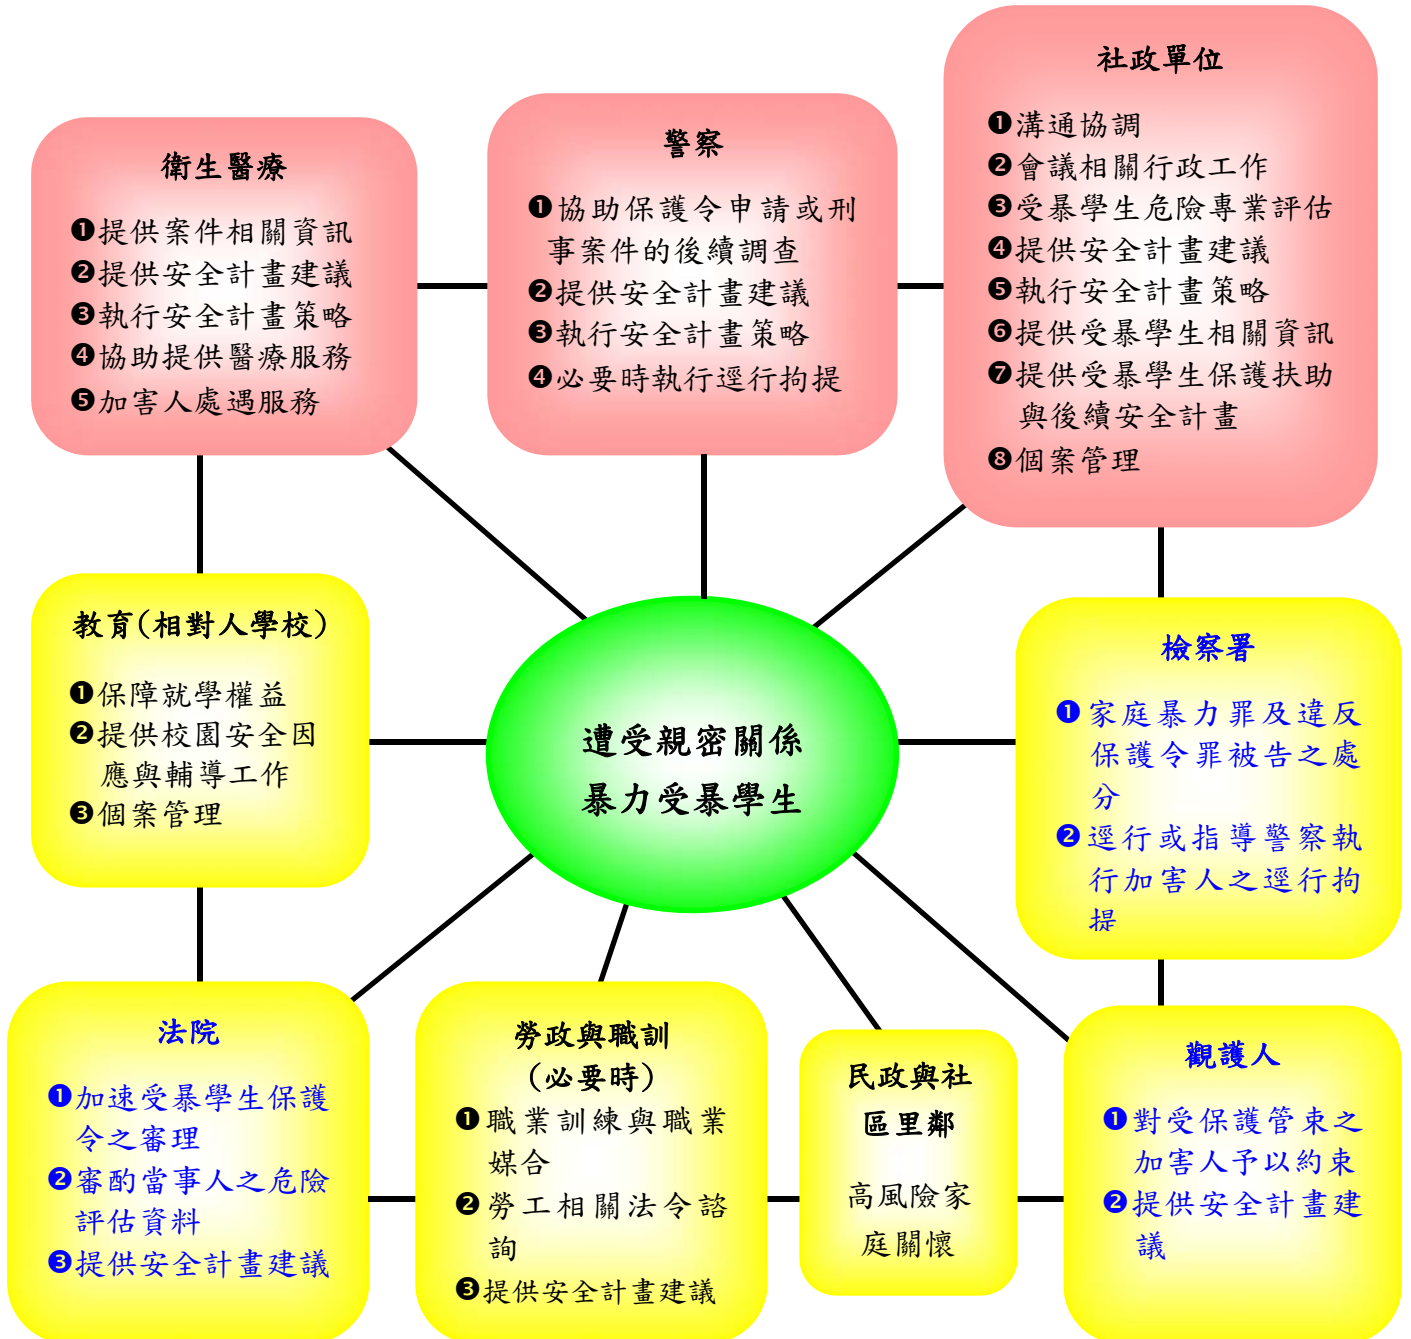 衛生醫療
❶提供案件相關資訊
❷提供安全計畫建議
❸執行安全計畫策略
❹協助提供醫療服務
❺加害人處遇服務
警察
❶協助保護令申請或刑
事案件的後續調查
❷提供安全計畫建議
❸執行安全計畫策略
❹必要時執行逕行拘提
社政單位
❶溝通協調
❷會議相關行政工作
❸受暴學生危險專業評估
❹提供安全計畫建議
❺執行安全計畫策略
❻提供受暴學生相關資訊
❼提供受暴學生保護扶助
與後續安全計畫
❽個案管理
教育(相對人學校)
❶保障就學權益
❷提供校園安全因
應與輔導工作
❸個案管理
遭受親密關係
暴力受暴學生
檢察署
❶家庭暴力罪及違反
保護令罪被告之處
分
❷逕行或指導警察執
行加害人之逕行拘
提
法院
❶加速受暴學生保護
令之審理
❷審酌當事人之危險
評估資料
❸提供安全計畫建議
勞政與職訓
(必要時)
❶職業訓練與職業
媒合
❷勞工相關法令諮
詢
❸提供安全計畫建議
民政與社
區里鄰
高風險家
庭關懷
觀護人
❶對受保護管束之
加害人予以約束
❷提供安全計畫建
議